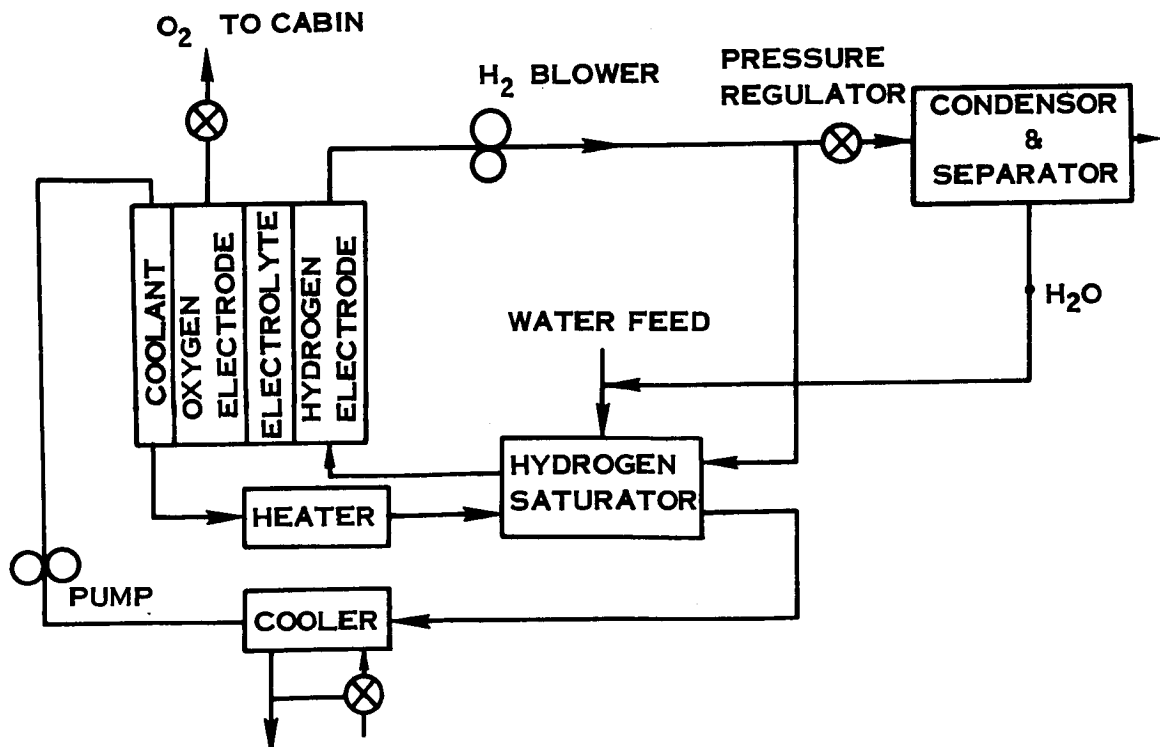 O₂ TO CABIN
H₂ BLOWER
PRESSURE
REGULATOR
CONDENSOR
&
SEPARATOR
COOLANT
OXYGEN
ELECTRODE
ELECTROLYTE
HYDROGEN
ELECTRODE
H₂O
WATER FEED
HYDROGEN
SATURATOR
HEATER
PUMP
COOLER